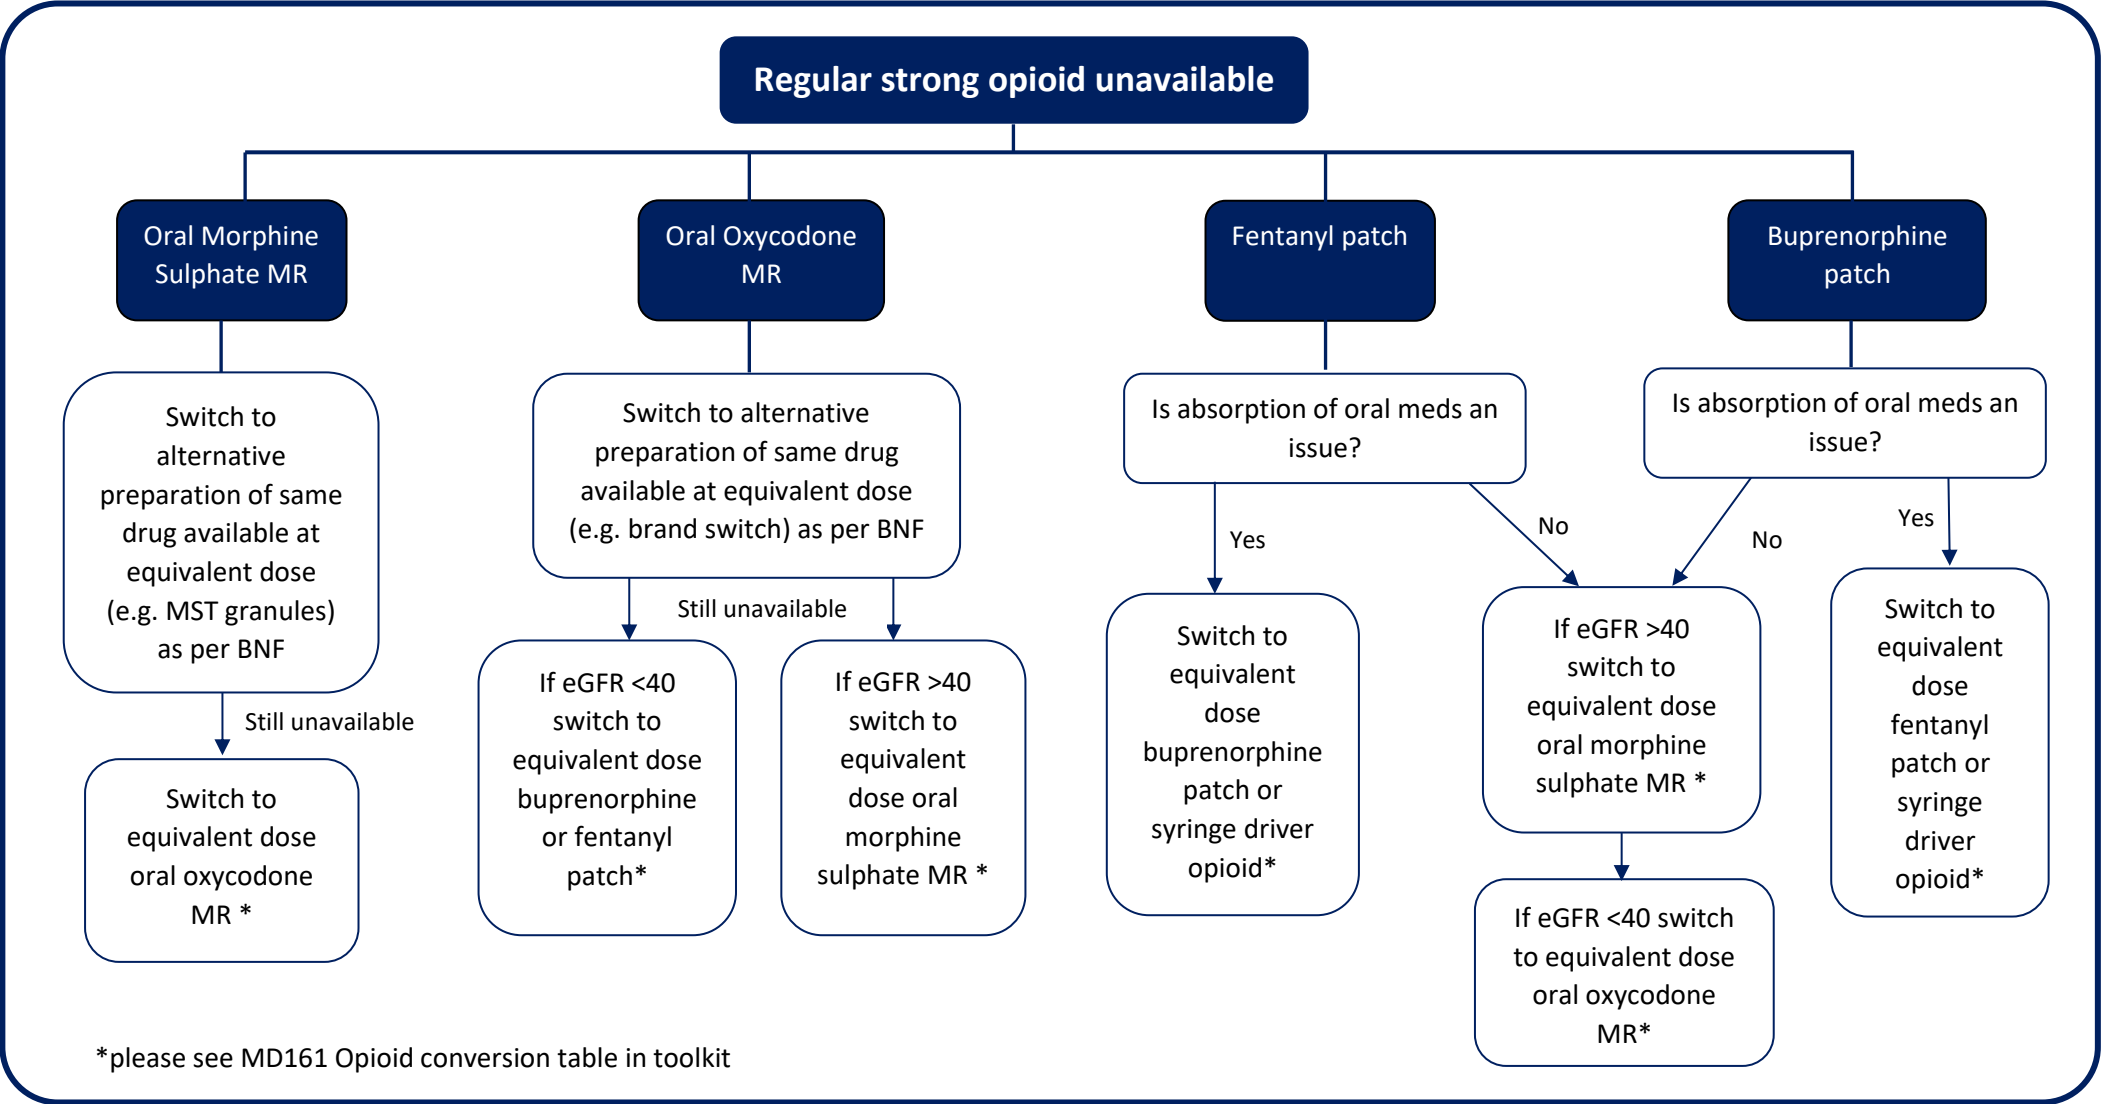 Regular strong opioid unavailable
Oral Morphine
Sulphate MR
Switch to
alternative
preparation of same
drug available at
equivalent dose
(e.g. MST granules)
as per BNF
Still unavailable
Switch to
equivalent dose
oral oxycodone
MR *
Oral Oxycodone
MR
Switch to alternative
preparation of same drug
available at equivalent dose
(e.g. brand switch) as per BNF
Still unavailable
If eGFR <40
switch to
equivalent dose
buprenorphine
or fentanyl
patch*
If eGFR >40
switch to
equivalent
dose oral
morphine
sulphate MR *
Fentanyl patch
Is absorption of oral meds an
issue?
Yes
No
Switch to
equivalent
dose
buprenorphine
patch or
syringe driver
opioid*
Buprenorphine
patch
Is absorption of oral meds an
issue?
No
Yes
If eGFR >40
switch to
equivalent dose
oral morphine
sulphate MR *
If eGFR <40 switch
to equivalent dose
oral oxycodone
MR*
Switch to
equivalent
dose
fentanyl
patch or
syringe
driver
opioid*
*please see MD161 Opioid conversion table in toolkit